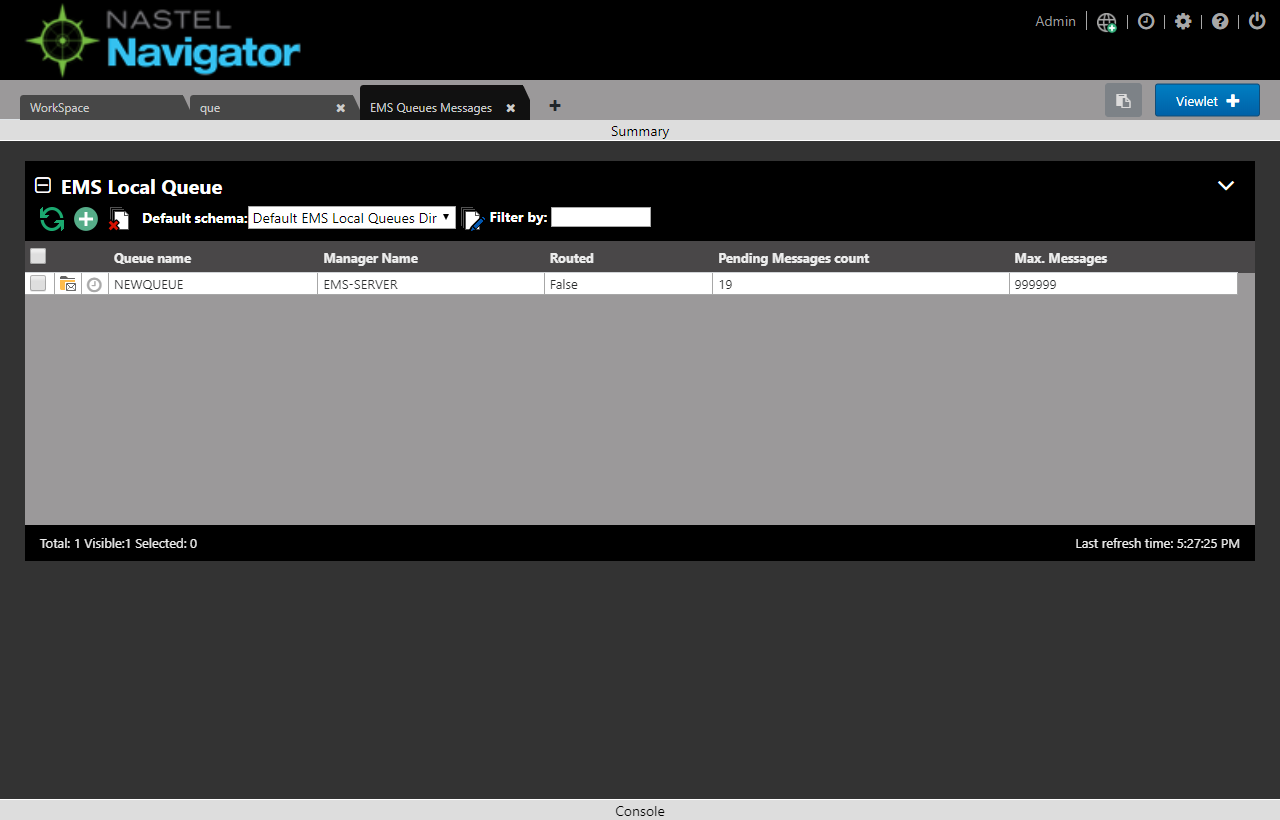 NASTEL
Navigator
Admin
WorkSpace
que
EMS Queues Messages
Viewlet
Summary
EMS Local Queue
Default schema: Default EMS Local Queues Dir Filter by:
Queue name Manager Name Routed Pending Messages count Max. Messages
NEWQUEUE EMS-SERVER False 19 999999
Total: 1 Visible:1 Selected: 0 Last refresh time: 5:27:25 PM
Console